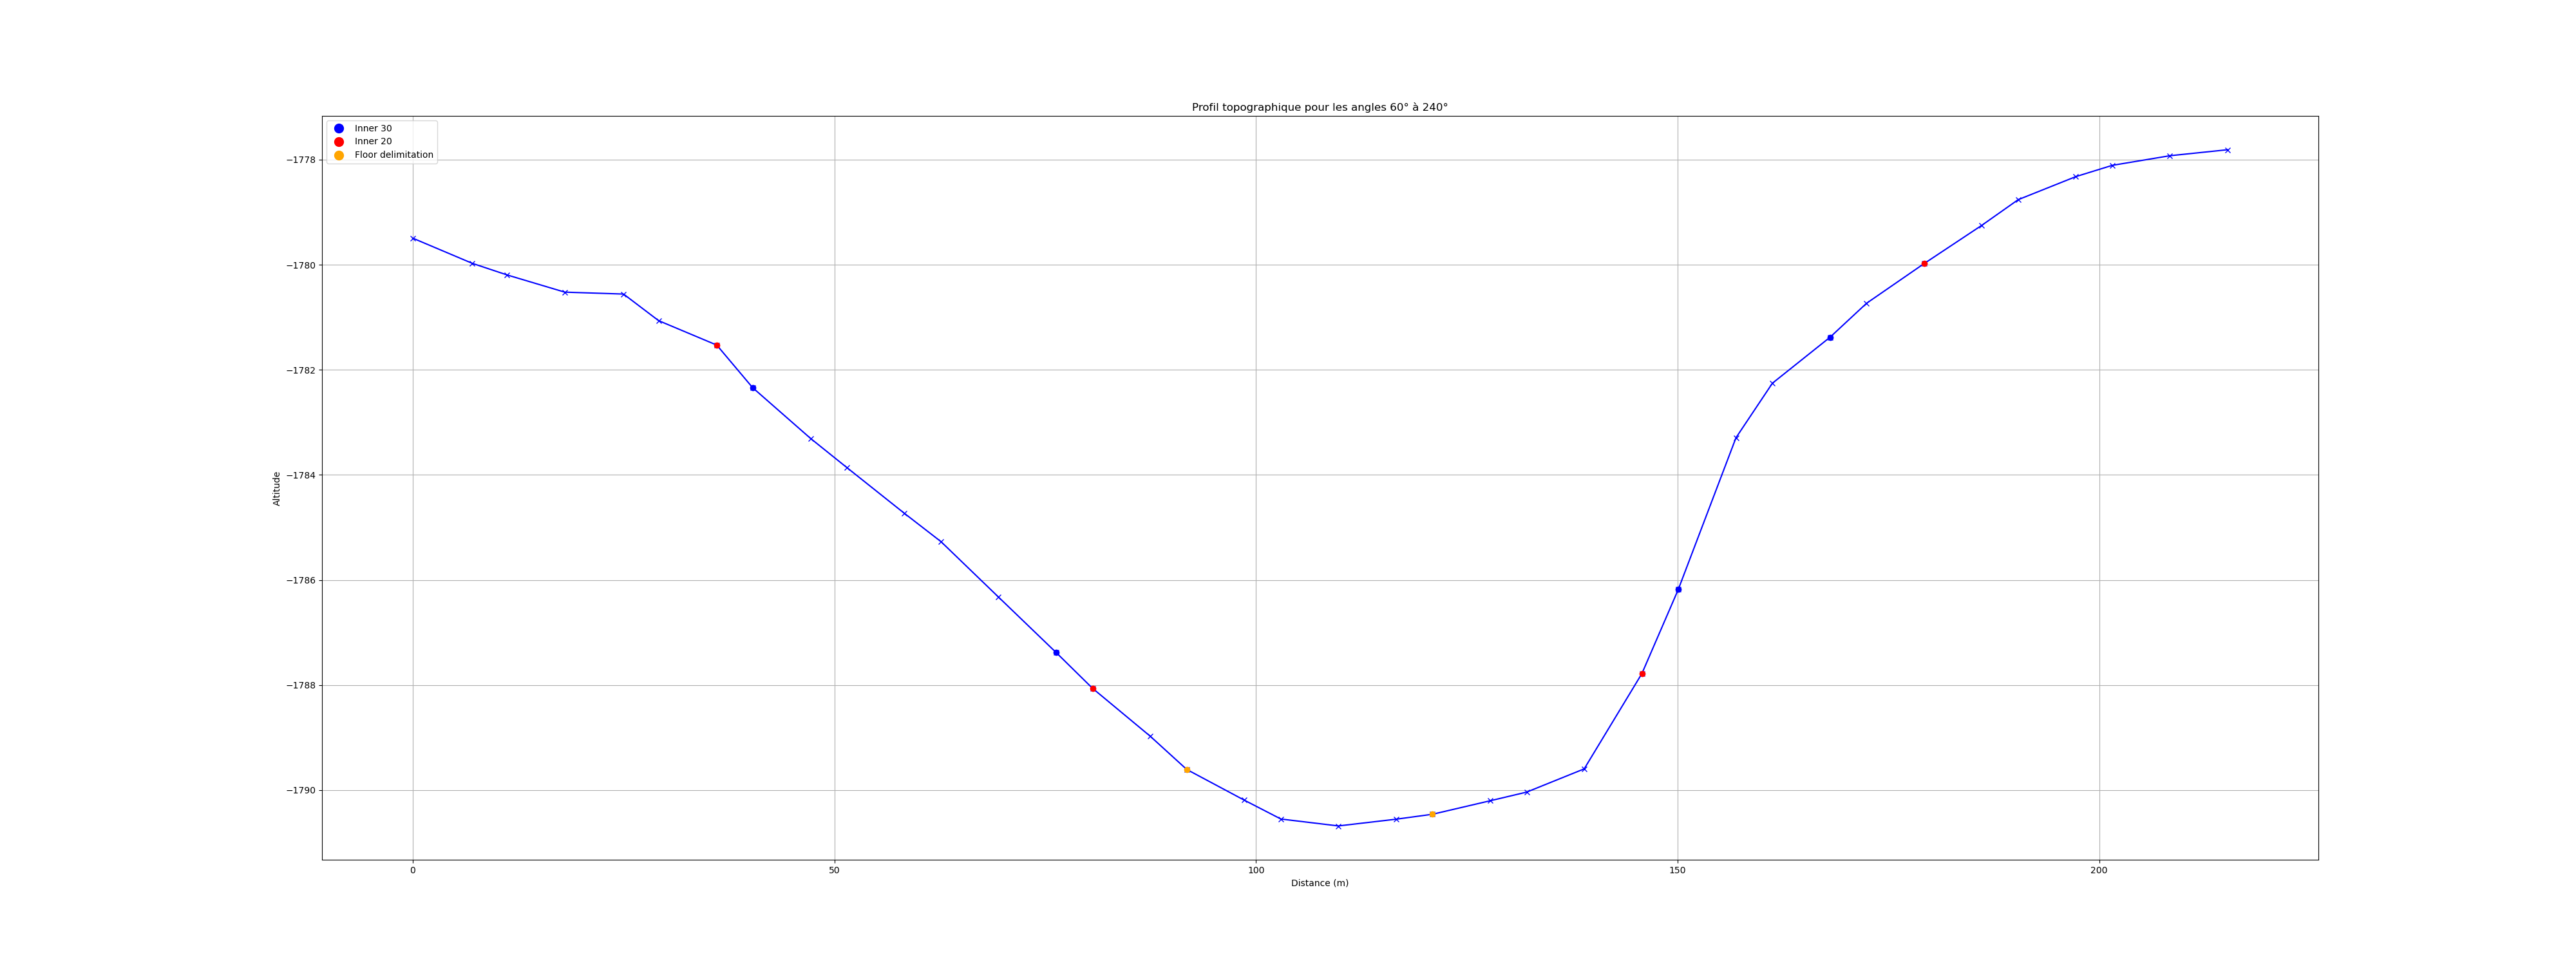 Profil topographique pour les angles 60° à 240°
Inner 30
Inner 20
Floor delimitation
−1778
−1780
−1782
−1784
−1786
−1788
−1790
Altitude
0 50 100 150 200
Distance (m)